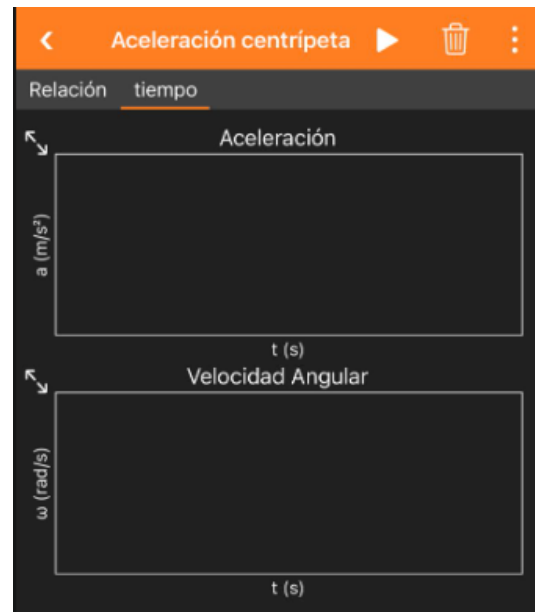 Aceleración centrípeta
Relación tiempo
Aceleración
a (m/s²)
t (s)
Velocidad Angular
ω (rad/s)
t (s)